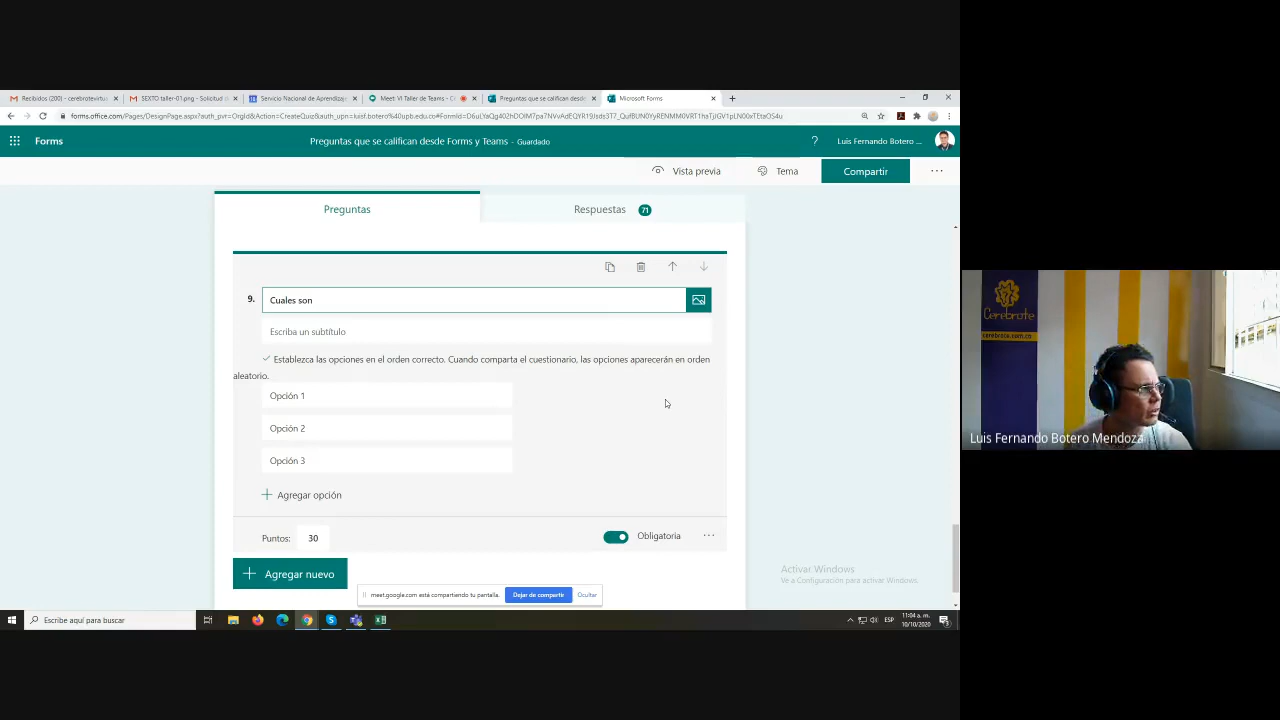 Recibidos (200) - cerebrotevirtu
SEXTO taller-01.png - Solicitud d
Servicio Nacional de Aprendizaje
Meet: VI Taller de Teams - C
Preguntas que se califican desde
Microsoft Forms
Forms
Preguntas que se califican desde Forms y Teams - Guardado
?
Luis Fernando Botero ...
Vista previa
Tema
Compartir
...
Preguntas
Respuestas
71
9.
Cuales son
Escriba un subtítulo
Establezca las opciones en el orden correcto. Cuando comparta el cuestionario, las opciones aparecerán en orden
aleatorio.
Opción 1
Opción 2
Opción 3
Agregar opción
Puntos:
30
Obligatoria
...
Agregar nuevo
Activar Windows
Ve a Configuración para activar Windows.
meet.google.com está compartiendo tu pantalla.
Dejar de compartir
Ocultar
Escribe aquí para buscar
ESP
11:04 a. m.
10/10/2020
Cerebrote
cerebrote.com.co
Luis Fernando Botero Mendoza